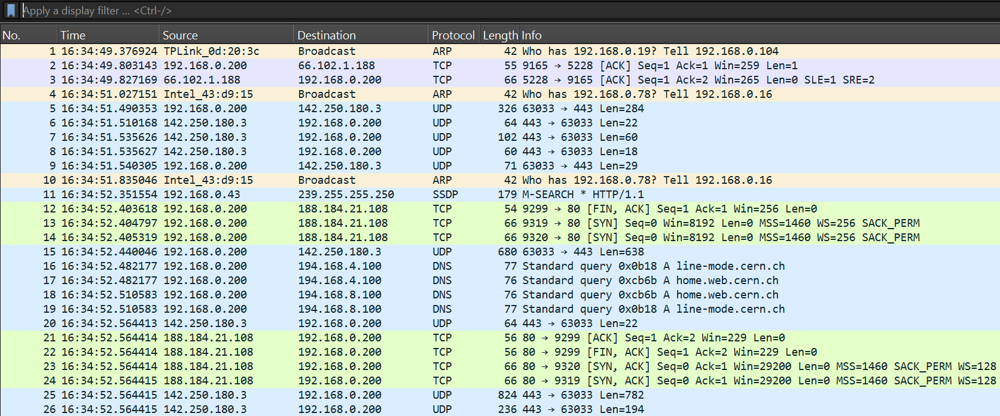 Apply a display filter ... <Ctrl-/>
No. Time Source Destination Protocol Length Info
1 16:34:49.376924 TPLink_0d:20:3c Broadcast ARP 42 Who has 192.168.0.19? Tell 192.168.0.104
2 16:34:49.803143 192.168.0.200 66.102.1.188 TCP 55 9165 → 5228 [ACK] Seq=1 Ack=1 Win=259 Len=1
3 16:34:49.827169 66.102.1.188 192.168.0.200 TCP 66 5228 → 9165 [ACK] Seq=1 Ack=2 Win=265 Len=0 SLE=1 SRE=2
4 16:34:51.027151 Intel_43:d9:15 Broadcast ARP 42 Who has 192.168.0.78? Tell 192.168.0.16
5 16:34:51.490353 192.168.0.200 142.250.180.3 UDP 326 63033 → 443 Len=284
6 16:34:51.510168 142.250.180.3 192.168.0.200 UDP 64 443 → 63033 Len=22
7 16:34:51.535626 142.250.180.3 192.168.0.200 UDP 102 443 → 63033 Len=60
8 16:34:51.535627 142.250.180.3 192.168.0.200 UDP 60 443 → 63033 Len=18
9 16:34:51.540305 192.168.0.200 142.250.180.3 UDP 71 63033 → 443 Len=29
10 16:34:51.835046 Intel_43:d9:15 Broadcast ARP 42 Who has 192.168.0.78? Tell 192.168.0.16
11 16:34:52.351554 192.168.0.43 239.255.255.250 SSDP 179 M-SEARCH * HTTP/1.1
12 16:34:52.403618 192.168.0.200 188.184.21.108 TCP 54 9299 → 80 [FIN, ACK] Seq=1 Ack=1 Win=256 Len=0
13 16:34:52.404797 192.168.0.200 188.184.21.108 TCP 66 9319 → 80 [SYN] Seq=0 Win=8192 Len=0 MSS=1460 WS=256 SACK_PERM
14 16:34:52.405319 192.168.0.200 188.184.21.108 TCP 66 9320 → 80 [SYN] Seq=0 Win=8192 Len=0 MSS=1460 WS=256 SACK_PERM
15 16:34:52.440046 192.168.0.200 142.250.180.3 UDP 680 63033 → 443 Len=638
16 16:34:52.482177 192.168.0.200 194.168.4.100 DNS 77 Standard query 0x0b18 A line-mode.cern.ch
17 16:34:52.482177 192.168.0.200 194.168.4.100 DNS 76 Standard query 0xcb6b A home.web.cern.ch
18 16:34:52.510583 192.168.0.200 194.168.8.100 DNS 76 Standard query 0xcb6b A home.web.cern.ch
19 16:34:52.510583 192.168.0.200 194.168.8.100 DNS 77 Standard query 0x0b18 A line-mode.cern.ch
20 16:34:52.564413 142.250.180.3 192.168.0.200 UDP 64 443 → 63033 Len=22
21 16:34:52.564414 188.184.21.108 192.168.0.200 TCP 56 80 → 9299 [ACK] Seq=1 Ack=2 Win=229 Len=0
22 16:34:52.564414 188.184.21.108 192.168.0.200 TCP 56 80 → 9299 [FIN, ACK] Seq=1 Ack=2 Win=229 Len=0
23 16:34:52.564414 188.184.21.108 192.168.0.200 TCP 66 80 → 9320 [SYN, ACK] Seq=0 Ack=1 Win=29200 Len=0 MSS=1460 SACK_PERM WS=128
24 16:34:52.564415 188.184.21.108 192.168.0.200 TCP 66 80 → 9319 [SYN, ACK] Seq=0 Ack=1 Win=29200 Len=0 MSS=1460 SACK_PERM WS=128
25 16:34:52.564415 142.250.180.3 192.168.0.200 UDP 824 443 → 63033 Len=782
26 16:34:52.564415 142.250.180.3 192.168.0.200 UDP 236 443 → 63033 Len=194